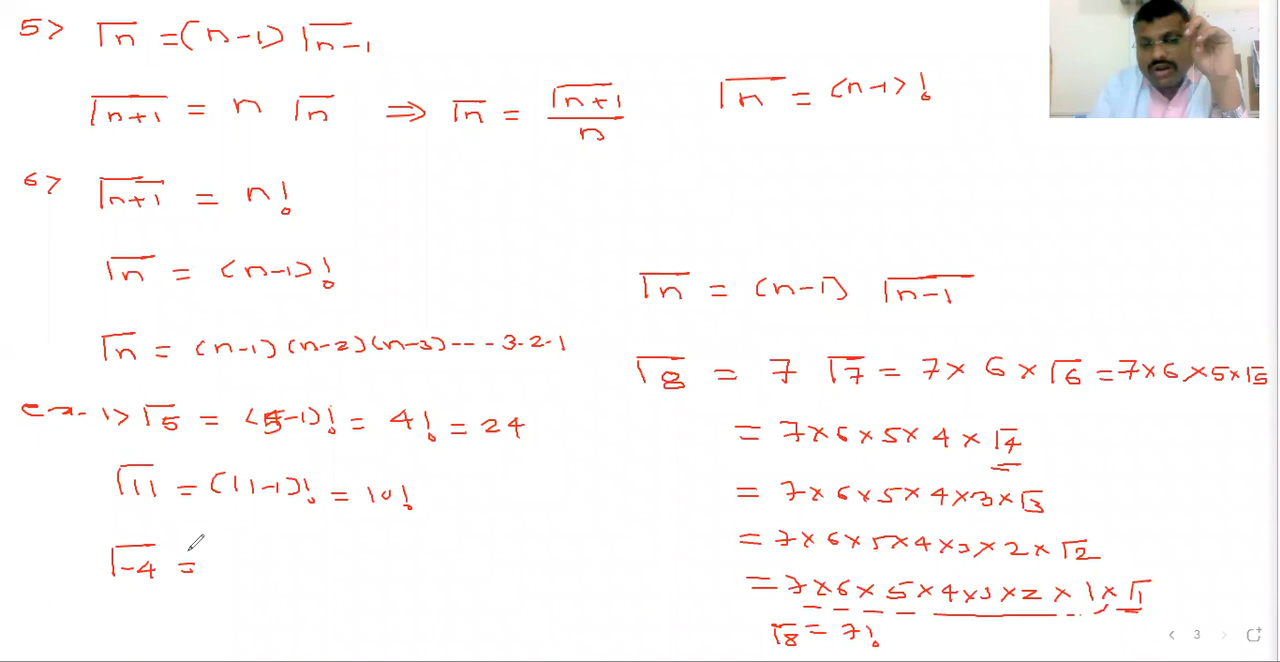 5> Γn = (n-1) Γn-1
Γn+1 = n Γn ⇒ Γn = Γn+1 / n
Γn = (n-1)!
6> Γn+1 = n!
Γn = (n-1)!
Γn = (n-1)(n-2)(n-3)---3·2·1
ex-1> Γ5 = (5-1)! = 4! = 24
Γ11 = (11-1)! = 10!
Γ-4 =
Γn = (n-1) Γn-1
Γ8 = 7 Γ7 = 7×6×Γ6 = 7×6×5×Γ5
= 7×6×5×4×Γ4
= 7×6×5×4×3×Γ3
= 7×6×5×4×3×2×Γ2
= 7×6×5×4×3×2×1×Γ1
Γ8 = 7!
< 3 >